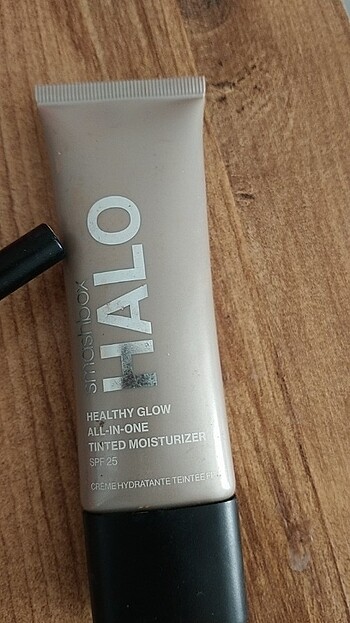 smashbox
HALO
HEALTHY GLOW
ALL-IN-ONE
TINTED MOISTURIZER
SPF 25
CRÈME HYDRATANTE TEINTÉE